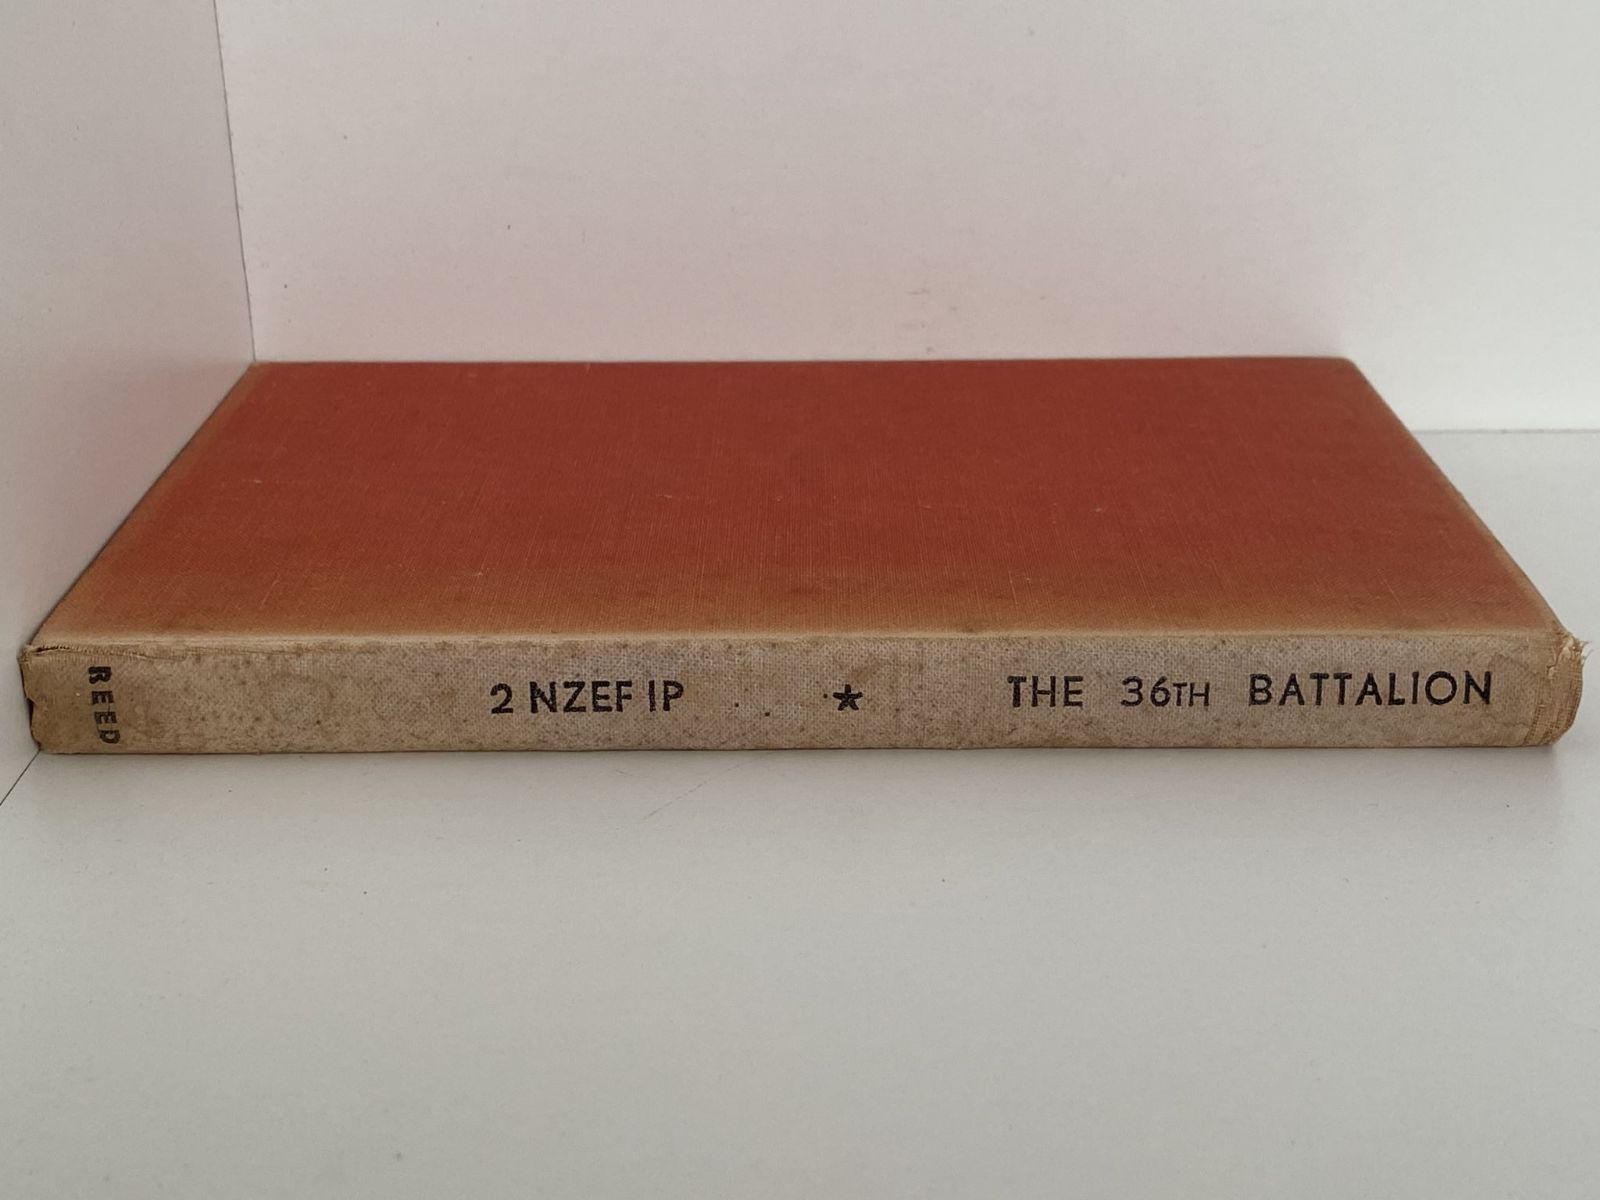 REED
2 NZEF IP ★ THE 36TH BATTALION